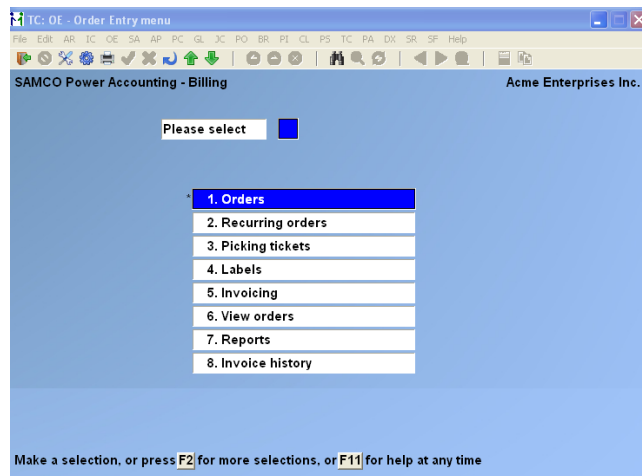 TC: OE - Order Entry menu
File Edit AR IC OE SA AP PC GL JC PO BR PI CL PS TC PA DX SR SF Help
SAMCO Power Accounting - Billing Acme Enterprises Inc.
Please select
* 1. Orders
2. Recurring orders
3. Picking tickets
4. Labels
5. Invoicing
6. View orders
7. Reports
8. Invoice history
Make a selection, or press F2 for more selections, or F11 for help at any time